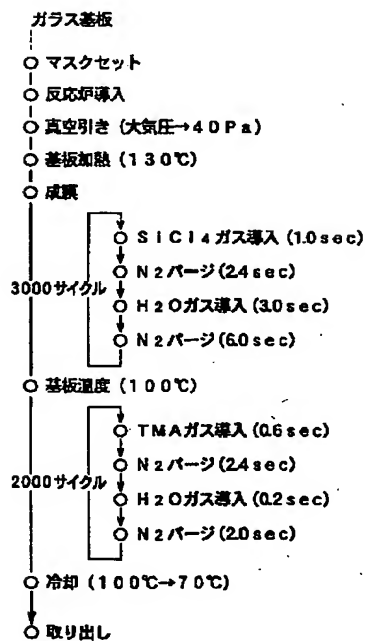 ガラス基板
マスクセット
反応炉導入
真空引き (大気圧→40Pa)
基板加熱 (130℃)
成膜
SiCl4ガス導入 (1.0sec)
N2パージ (2.4sec)
3000サイクル
H2Oガス導入 (3.0sec)
N2パージ (6.0sec)
基板温度 (100℃)
TMAガス導入 (0.6sec)
N2パージ (2.4sec)
2000サイクル
H2Oガス導入 (0.2sec)
N2パージ (2.0sec)
冷却 (100℃→70℃)
取り出し